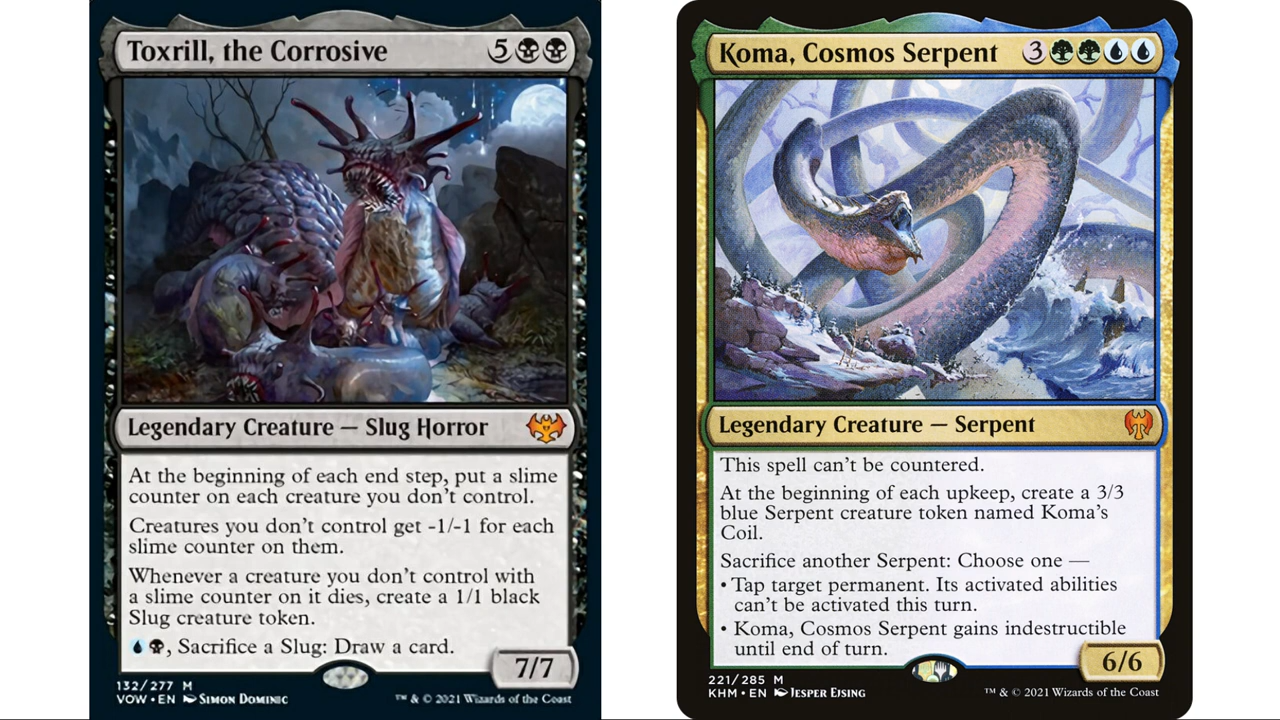 Toxrill, the Corrosive 5
Legendary Creature — Slug Horror
At the beginning of each end step, put a slime
counter on each creature you don't control.
Creatures you don't control get -1/-1 for each
slime counter on them.
Whenever a creature you don't control with
a slime counter on it dies, create a 1/1 black
Slug creature token.
, Sacrifice a Slug: Draw a card.
7/7
132/277 M
VOW • EN Simon Dominic
™ & © 2021 Wizards of the Coast
Koma, Cosmos Serpent 3
Legendary Creature — Serpent
This spell can't be countered.
At the beginning of each upkeep, create a 3/3
blue Serpent creature token named Koma's
Coil.
Sacrifice another Serpent: Choose one —
• Tap target permanent. Its activated abilities
can't be activated this turn.
• Koma, Cosmos Serpent gains indestructible
until end of turn.
6/6
221/285 M
KHM • EN Jesper Ejsing
™ & © 2021 Wizards of the Coast